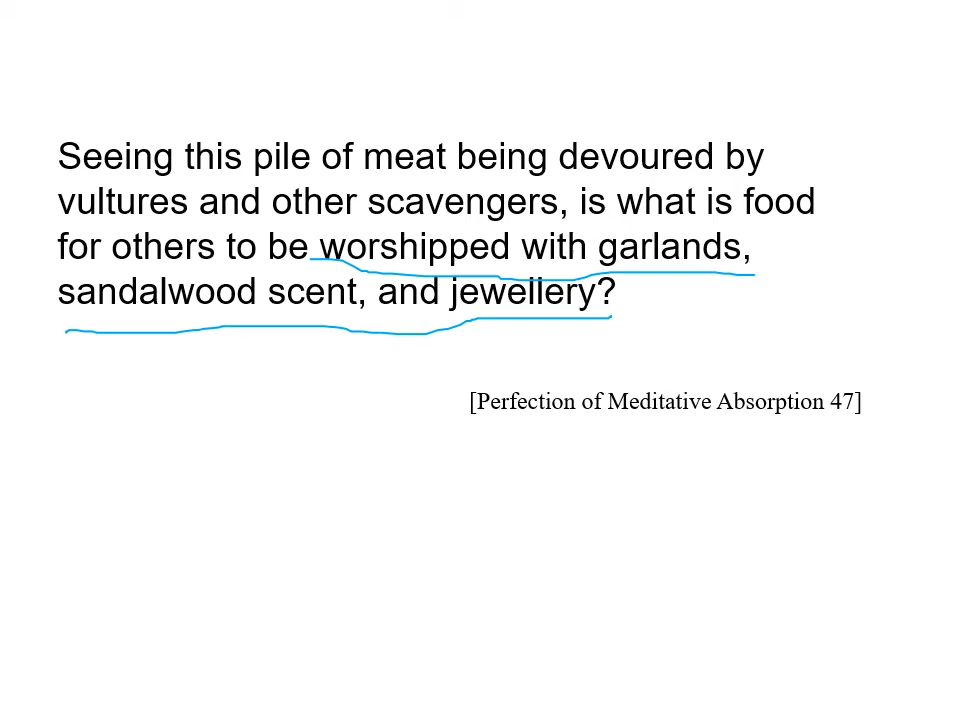 Seeing this pile of meat being devoured by
vultures and other scavengers, is what is food
for others to be worshipped with garlands,
sandalwood scent, and jewellery?
[Perfection of Meditative Absorption 47]